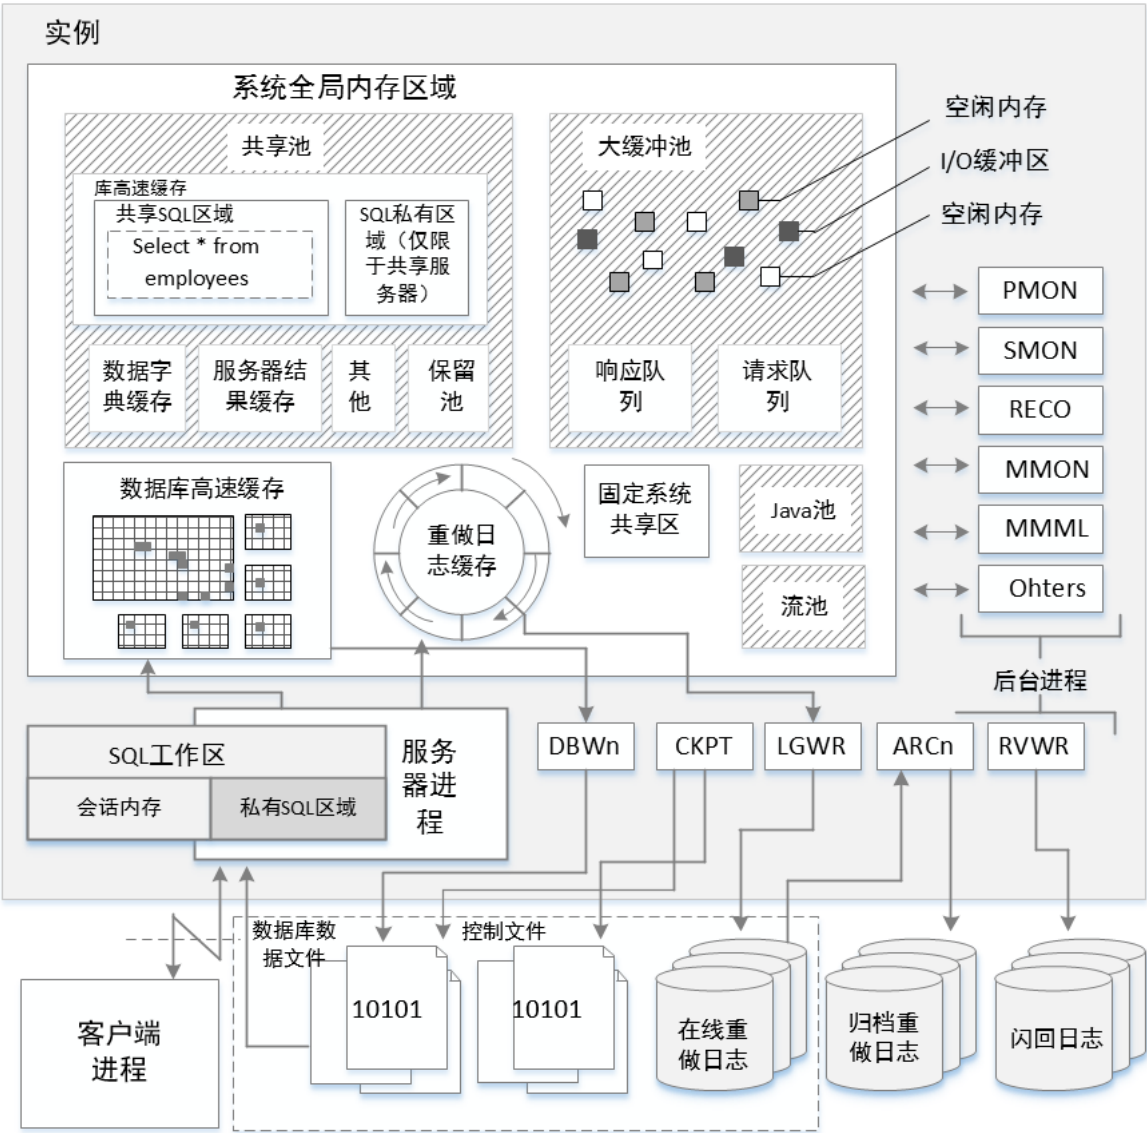 实例
系统全局内存区域
共享池
库高速缓存
共享SQL区域
Select * from
employees
SQL私有区
域（仅限
于共享服
务器）
数据字
典缓存
服务器结
果缓存
其
他
保留
池
大缓冲池
响应队
列
请求队
列
空闲内存
I/O缓冲区
空闲内存
PMON
SMON
RECO
MMON
MMML
Ohters
后台进程
数据库高速缓存
重做日
志缓存
固定系统
共享区
Java池
流池
SQL工作区
会话内存
私有SQL区域
服务
器进
程
DBWn
CKPT
LGWR
ARCn
RVWR
客户端
进程
数据库数
据文件
10101
控制文件
10101
在线重
做日志
归档重
做日志
闪回日志